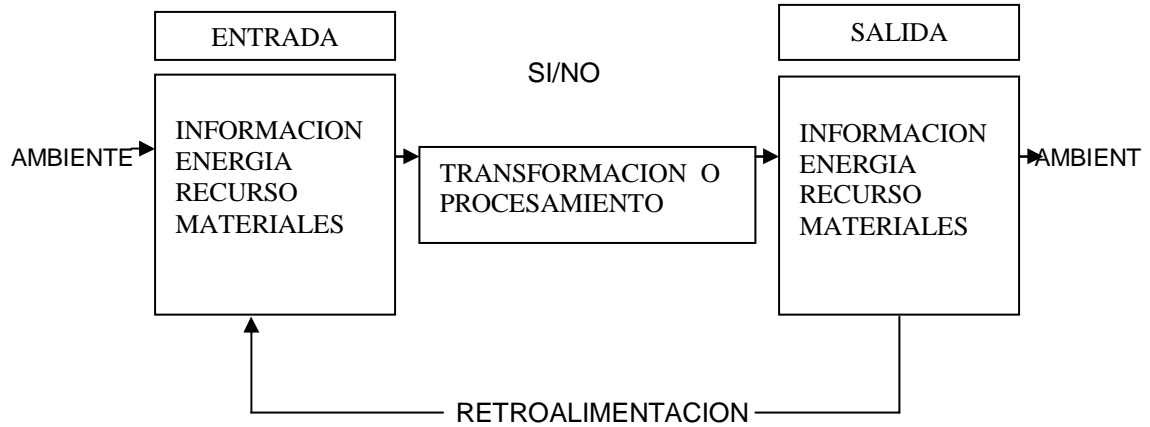 ENTRADA
SALIDA
SI/NO
AMBIENTE
INFORMACION
ENERGIA
RECURSO
MATERIALES
TRANSFORMACION O
PROCESAMIENTO
INFORMACION
ENERGIA
RECURSO
MATERIALES
AMBIENT
RETROALIMENTACION